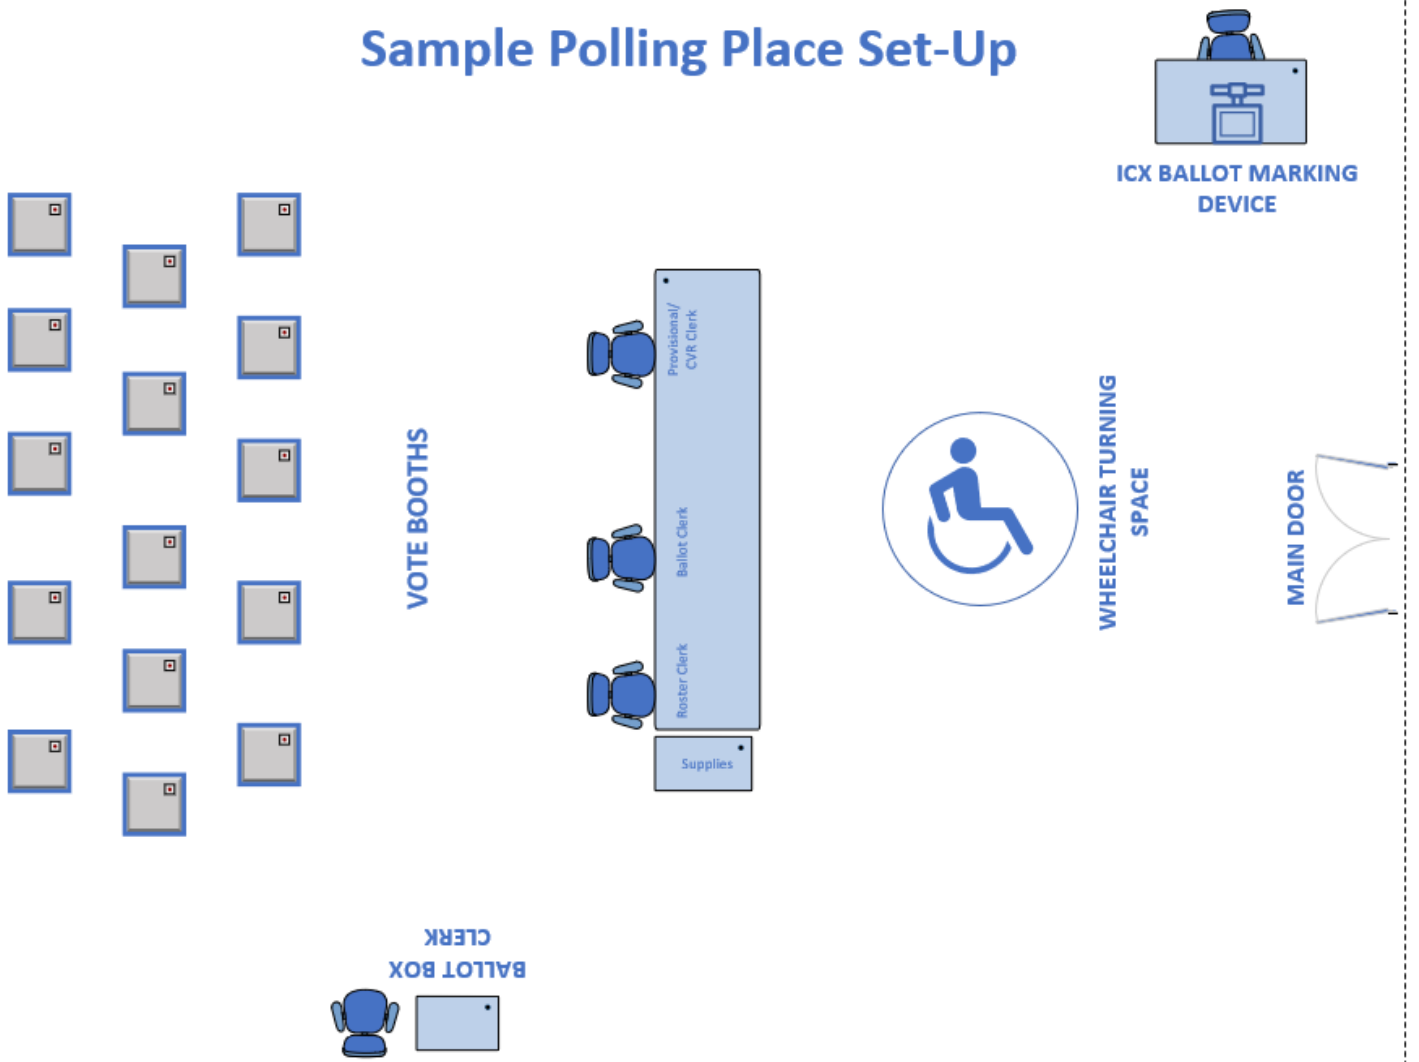 Sample Polling Place Set-Up
ICX BALLOT MARKING
DEVICE
Provisional/
CVR Clerk
VOTE BOOTHS
Ballot Clerk
WHEELCHAIR TURNING
SPACE
MAIN DOOR
Roster Clerk
Supplies
BALLOT BOX
CLERK